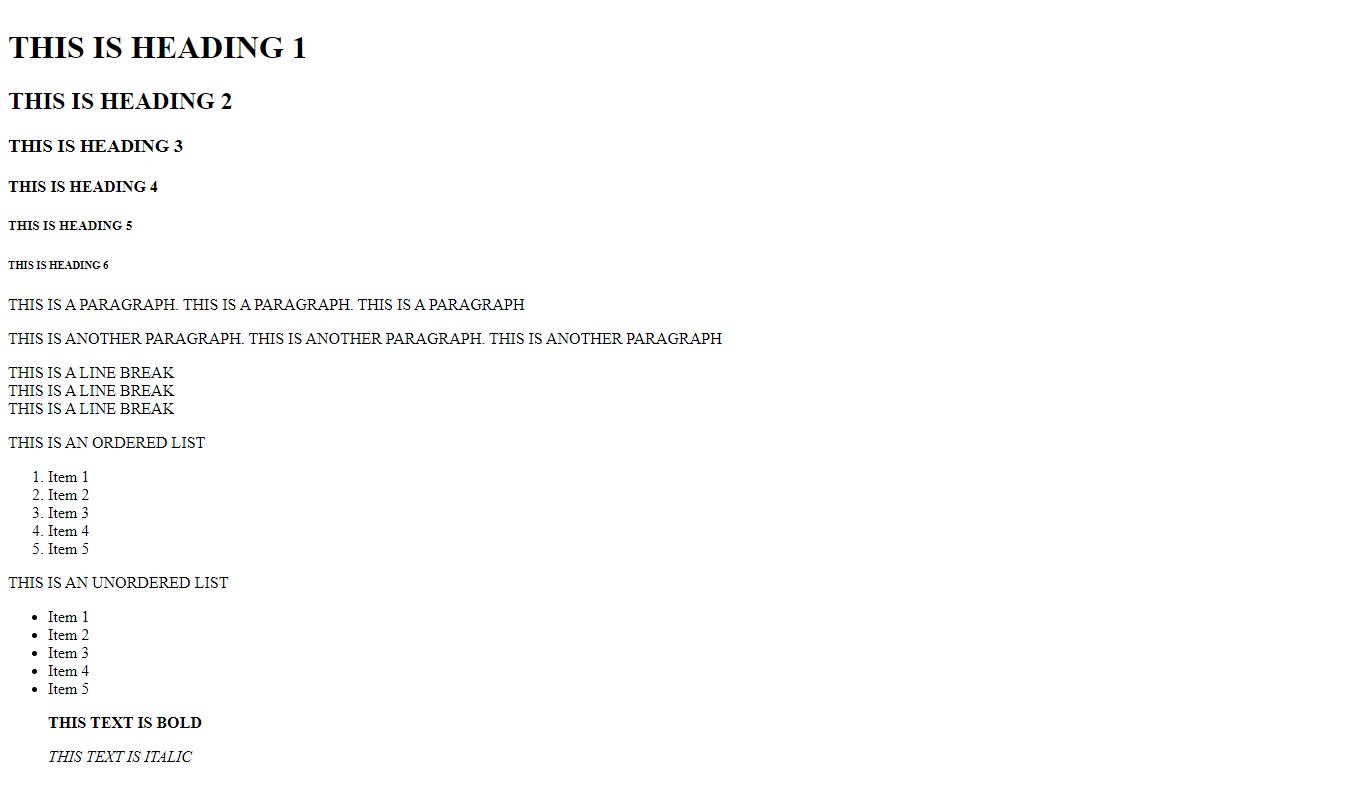 THIS IS HEADING 1
THIS IS HEADING 2
THIS IS HEADING 3
THIS IS HEADING 4
THIS IS HEADING 5
THIS IS HEADING 6
THIS IS A PARAGRAPH. THIS IS A PARAGRAPH. THIS IS A PARAGRAPH
THIS IS ANOTHER PARAGRAPH. THIS IS ANOTHER PARAGRAPH. THIS IS ANOTHER PARAGRAPH
THIS IS A LINE BREAK
THIS IS A LINE BREAK
THIS IS A LINE BREAK
THIS IS AN ORDERED LIST
1. Item 1
2. Item 2
3. Item 3
4. Item 4
5. Item 5
THIS IS AN UNORDERED LIST
• Item 1
• Item 2
• Item 3
• Item 4
• Item 5
THIS TEXT IS BOLD
THIS TEXT IS ITALIC